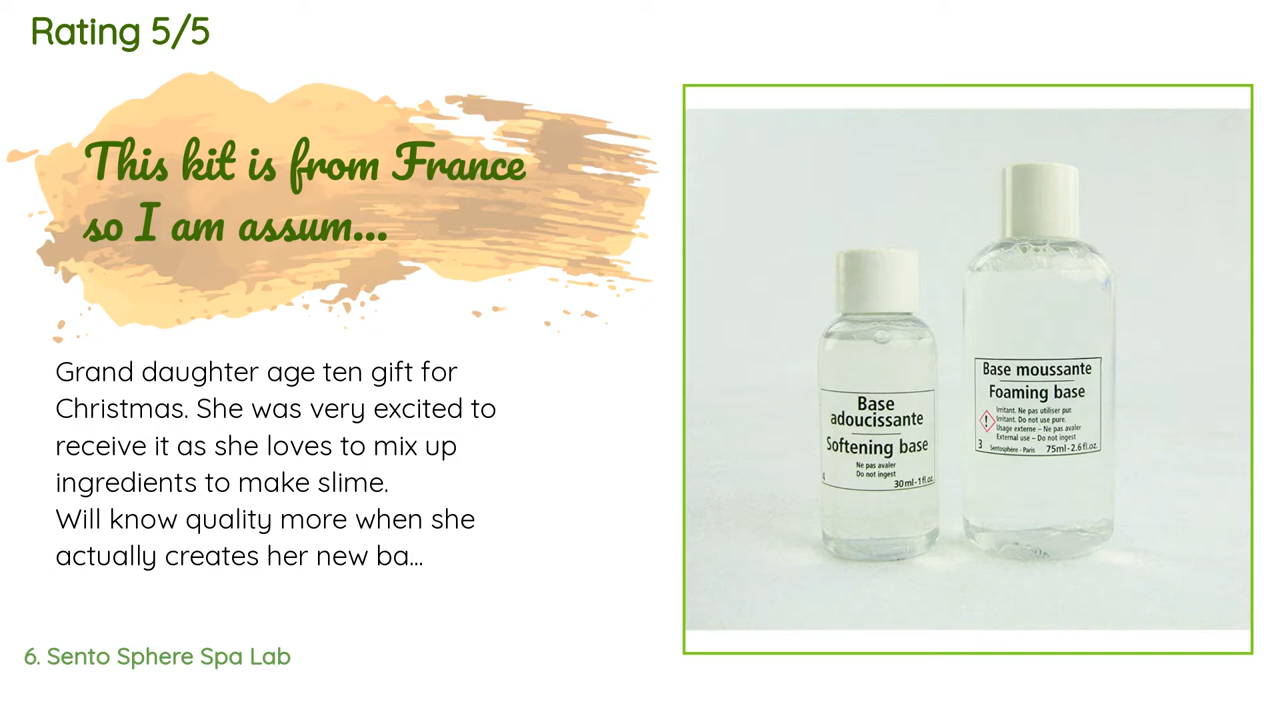 Rating 5/5
This kit is from France
so I am assum...
Grand daughter age ten gift for
Christmas. She was very excited to
receive it as she loves to mix up
ingredients to make slime.
Will know quality more when she
actually creates her new ba...
6. Sento Sphere Spa Lab
Base
adoucissante
Softening base
Ne pas avaler
Do not ingest
4
30ml-1fl.oz.
Base moussante
Foaming base
Irritant. Ne pas utiliser pur.
Irritant. Do not use pure.
Usage externe – Ne pas avaler
External use – Do not ingest
3 Sentosphère - Paris 75ml-2.6fl.oz.